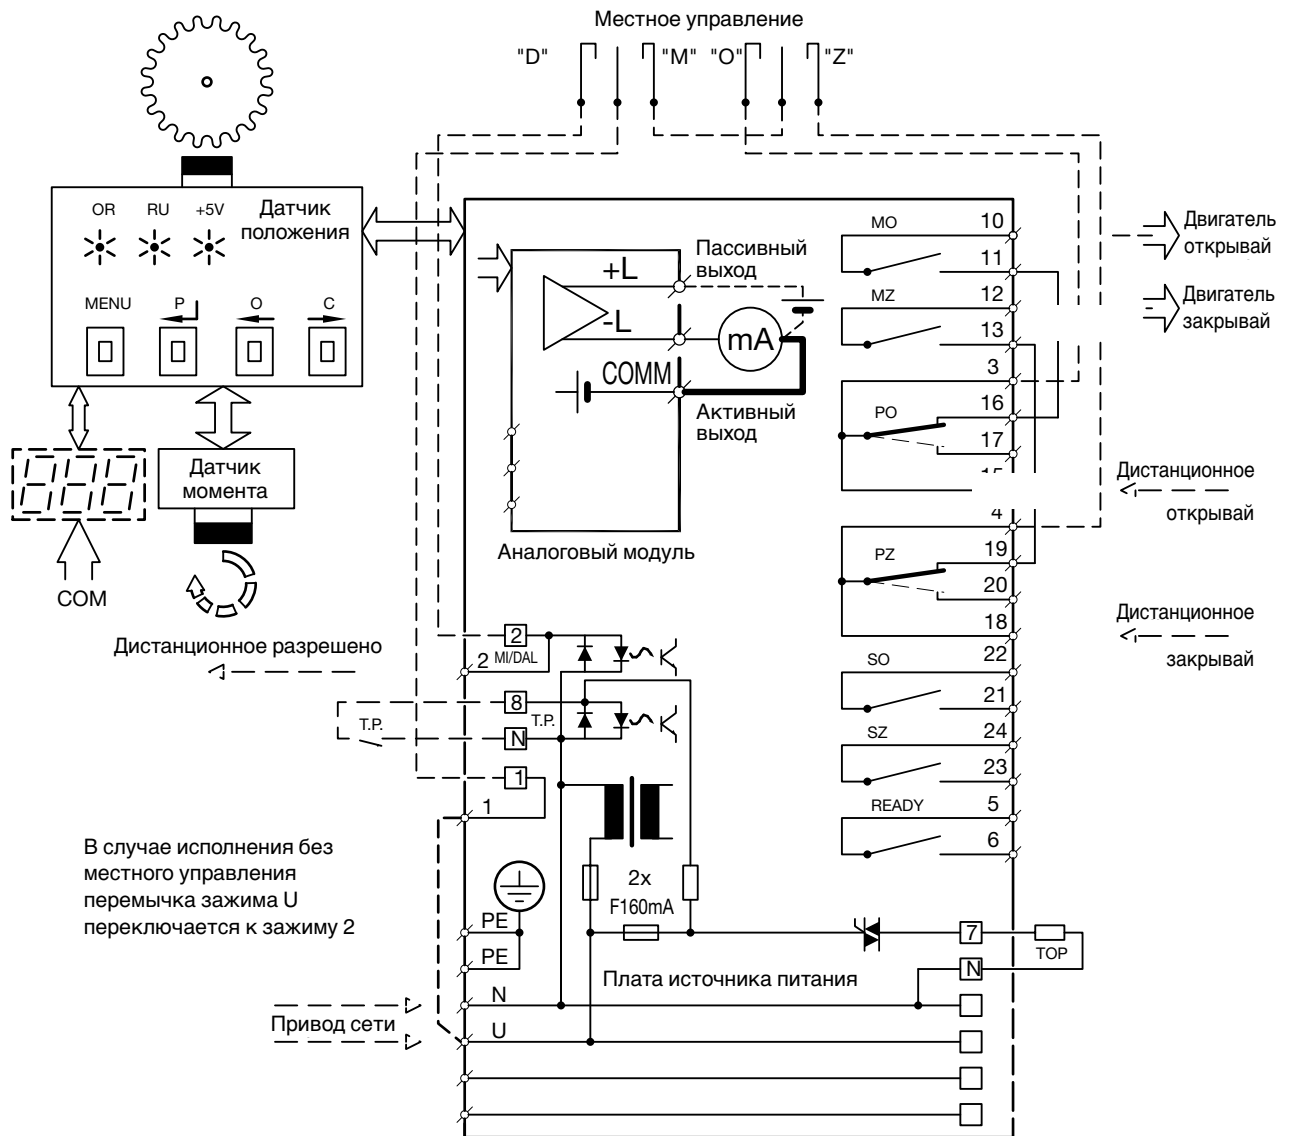 Местное управление
"D" "M" "O" "Z"
OR RU +5V Датчик
положения
MENU P O C
Датчик
момента
COM
Дистанционное разрешено
+L
-L
COMM
mA
Пассивный
выход
Активный
выход
Аналоговый модуль
MO 10
11
MZ 12
13
3
PO 16
17
15
4
PZ 19
20
18
SO 22
21
SZ 24
23
READY 5
6
Двигатель
открывай
Двигатель
закрывай
Дистанционное
открывай
Дистанционное
закрывай
2
2 MI/DAL
8
T.P. T.P.
N
1
1
В случае исполнения без
местного управления
перемычка зажима U
переключается к зажиму 2
2x
F160mA
PE
PE
7
TOP
N
Плата источника питания
N
Привод сети
U